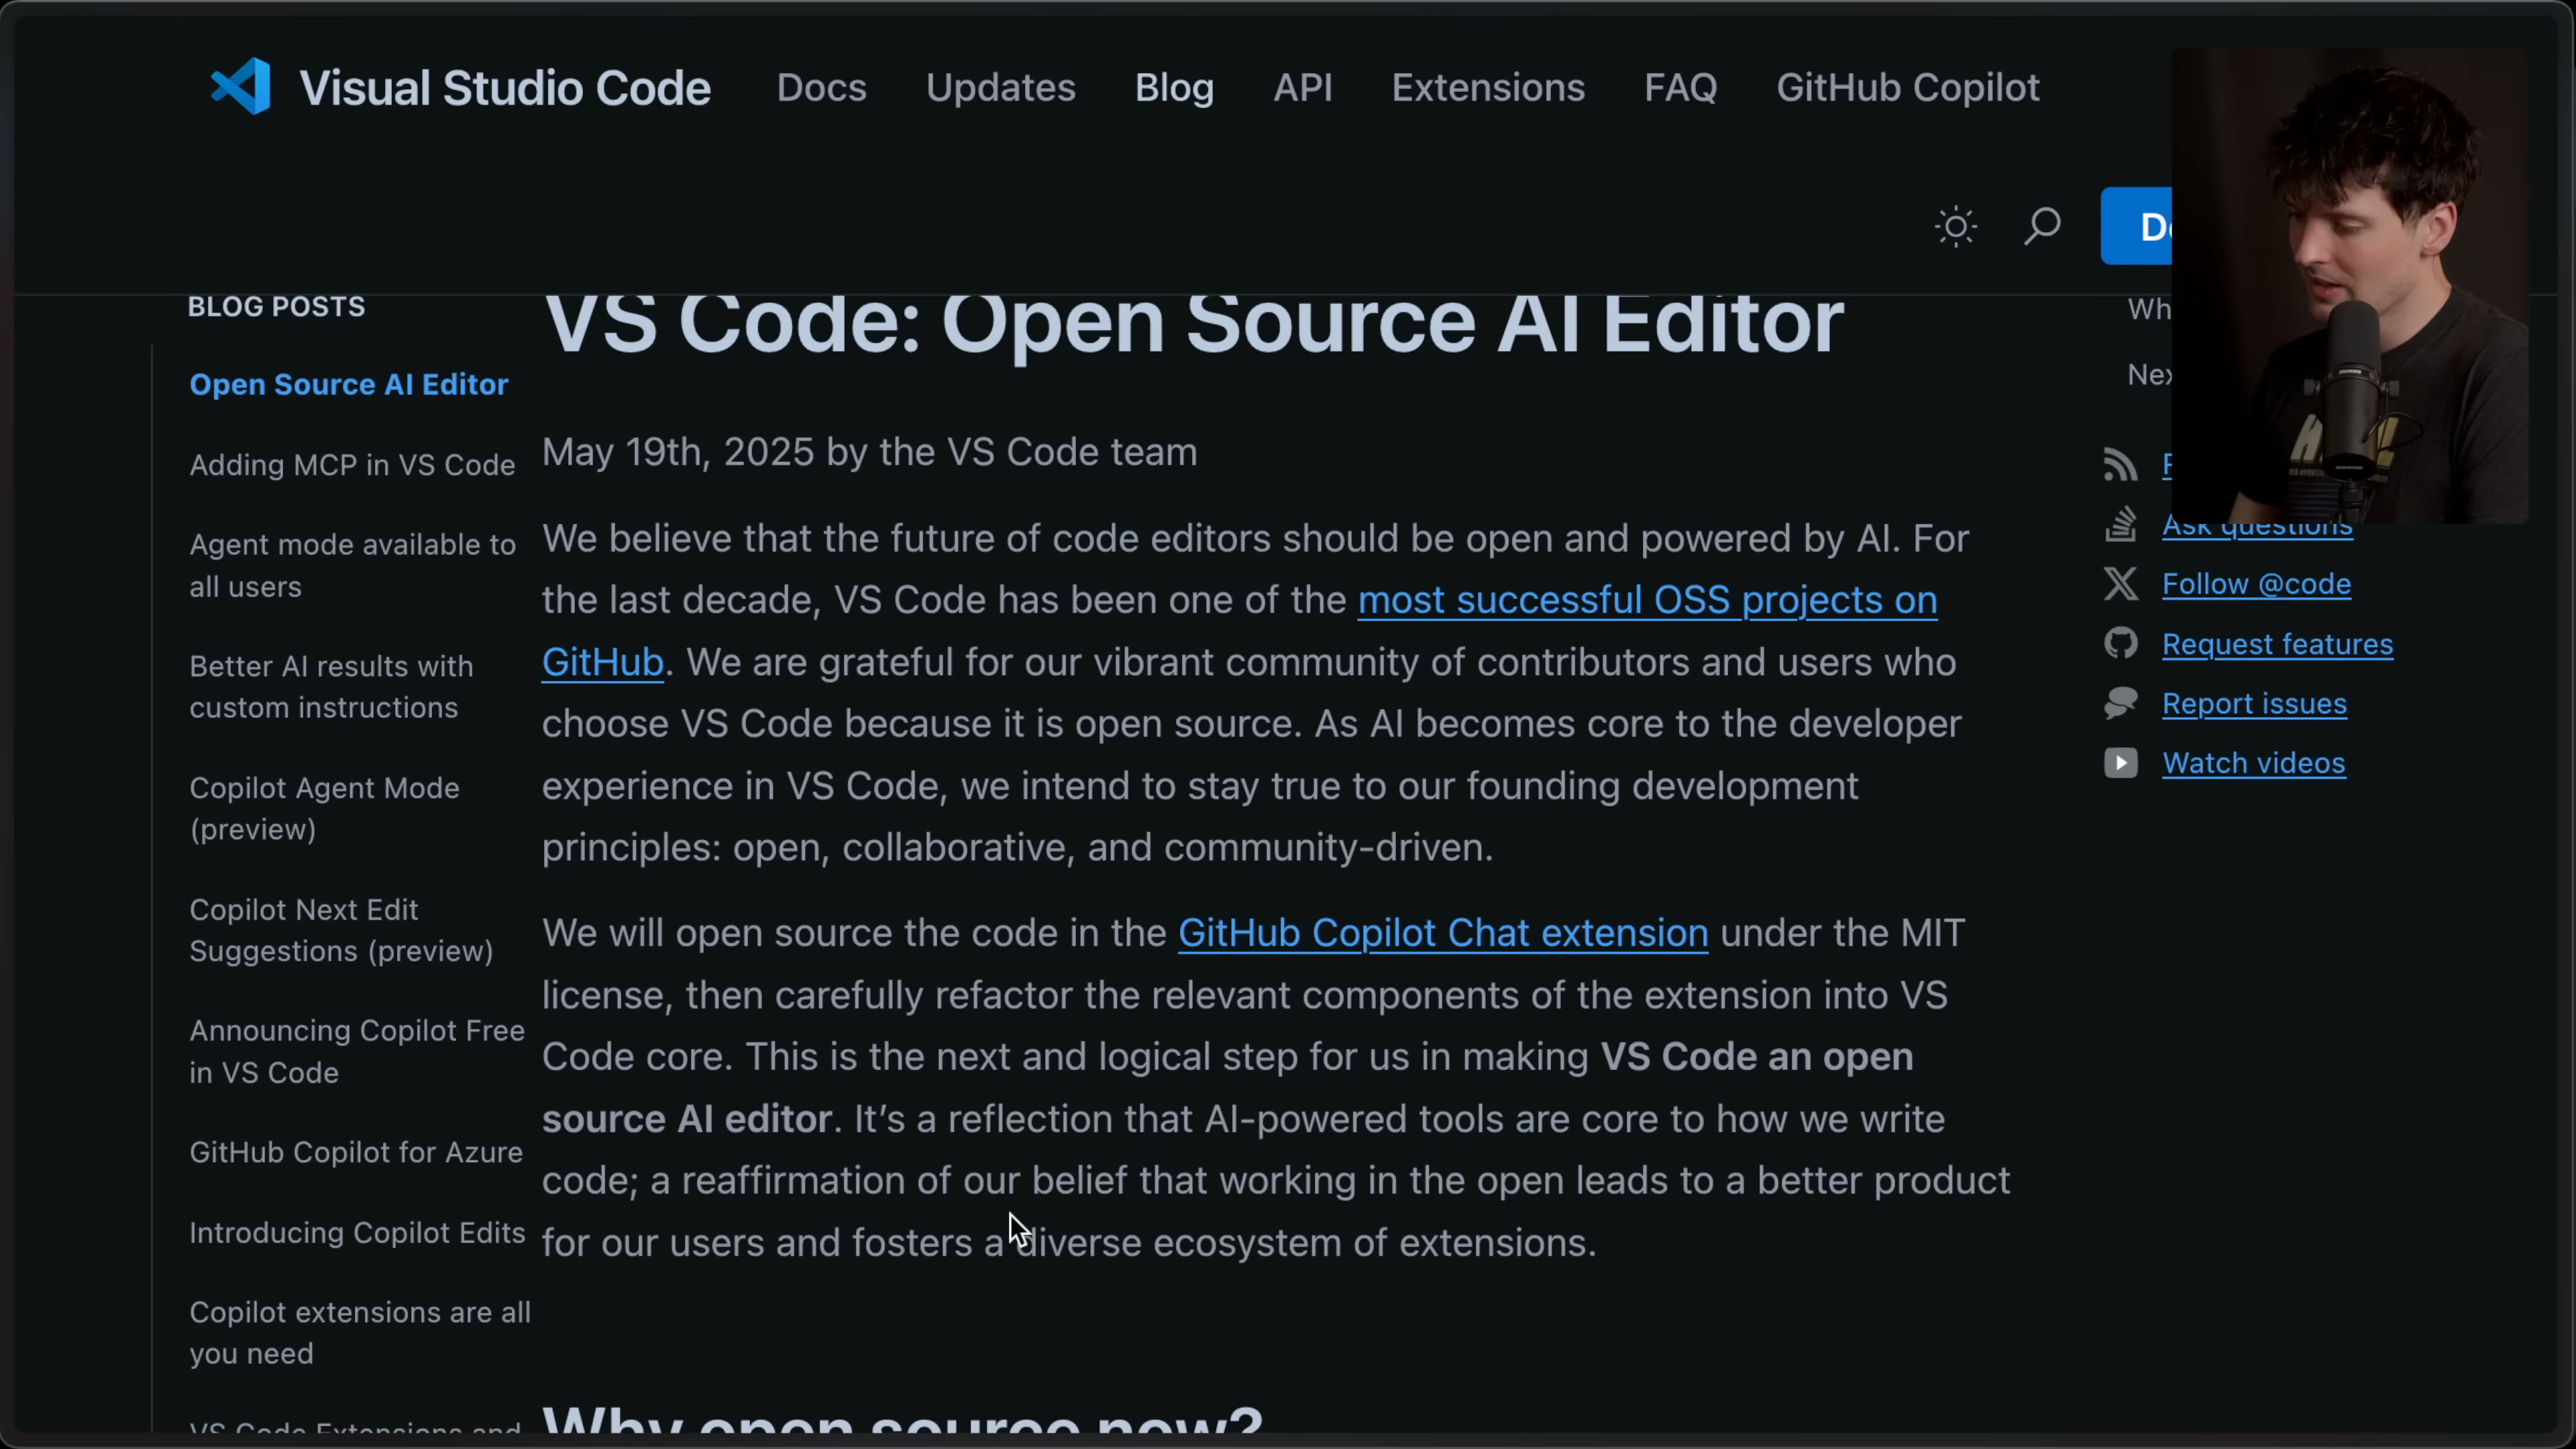 Visual Studio Code
Docs
Updates
Blog
API
Extensions
FAQ
GitHub Copilot
BLOG POSTS
Open Source AI Editor
Adding MCP in VS Code
Agent mode available to
all users
Better AI results with
custom instructions
Copilot Agent Mode
(preview)
Copilot Next Edit
Suggestions (preview)
Announcing Copilot Free
in VS Code
GitHub Copilot for Azure
Introducing Copilot Edits
Copilot extensions are all
you need
VS Code Extensions and
VS Code: Open Source AI Editor
May 19th, 2025 by the VS Code team
We believe that the future of code editors should be open and powered by AI. For
the last decade, VS Code has been one of the most successful OSS projects on
GitHub. We are grateful for our vibrant community of contributors and users who
choose VS Code because it is open source. As AI becomes core to the developer
experience in VS Code, we intend to stay true to our founding development
principles: open, collaborative, and community-driven.
We will open source the code in the GitHub Copilot Chat extension under the MIT
license, then carefully refactor the relevant components of the extension into VS
Code core. This is the next and logical step for us in making VS Code an open
source AI editor. It's a reflection that AI-powered tools are core to how we write
code; a reaffirmation of our belief that working in the open leads to a better product
for our users and fosters a diverse ecosystem of extensions.
Why open source now?
Ask questions
Follow @code
Request features
Report issues
Watch videos